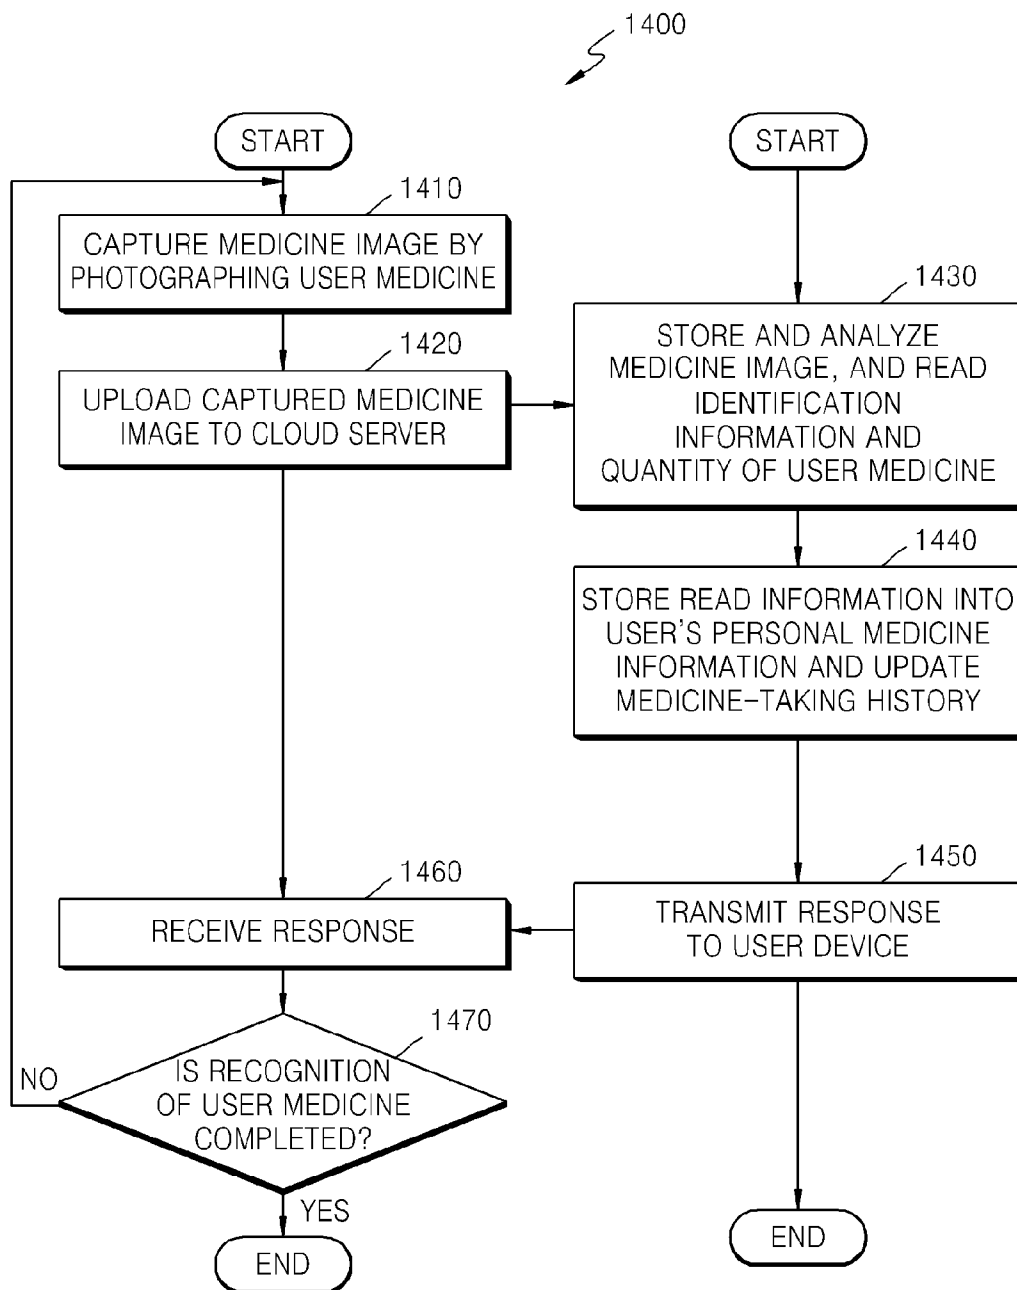 1400
START
START
1410
CAPTURE MEDICINE IMAGE BY
PHOTOGRAPHING USER MEDICINE
1420
UPLOAD CAPTURED MEDICINE
IMAGE TO CLOUD SERVER
1430
STORE AND ANALYZE
MEDICINE IMAGE, AND READ
IDENTIFICATION
INFORMATION AND
QUANTITY OF USER MEDICINE
1440
STORE READ INFORMATION INTO
USER'S PERSONAL MEDICINE
INFORMATION AND UPDATE
MEDICINE-TAKING HISTORY
1450
TRANSMIT RESPONSE
TO USER DEVICE
1460
RECEIVE RESPONSE
1470
IS RECOGNITION
OF USER MEDICINE
COMPLETED?
NO
YES
END
END